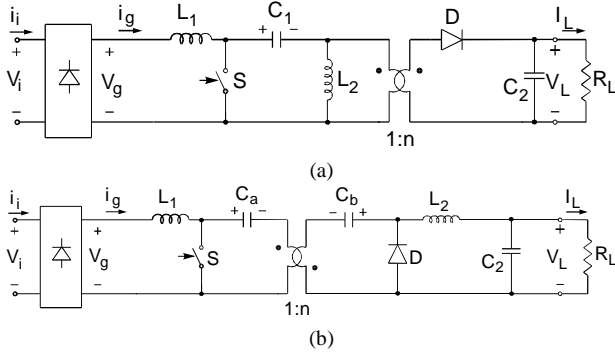 i_i i_g L_1 C_1 D I_L
+ + + − +
V_i V_g S L_2 C_2 V_L R_L
− − −
1:n
(a)
i_i i_g L_1 C_a C_b L_2 I_L
+ + + − − + +
V_i V_g S D C_2 V_L R_L
− − −
1:n
(b)